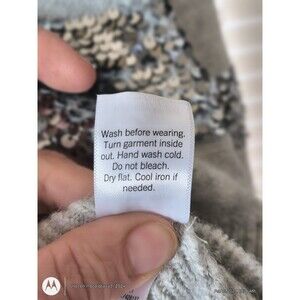 Wash before wearing.
Turn garment inside
out. Hand wash cold.
Do not bleach.
Dry flat. Cool iron if
needed.